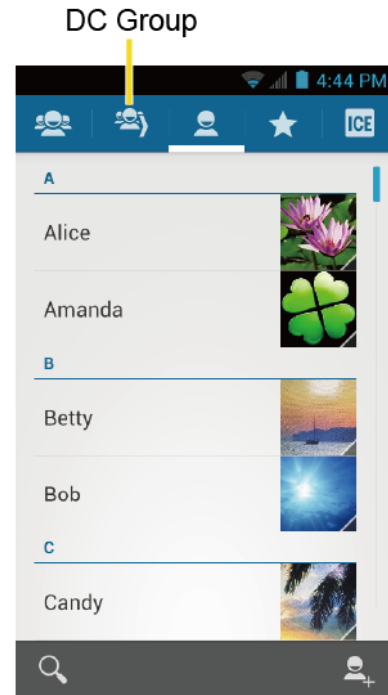 DC Group
4:44 PM
ICE
A
Alice
Amanda
B
Betty
Bob
C
Candy